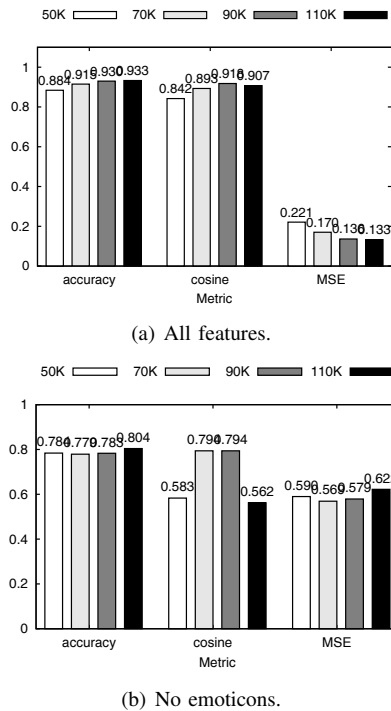 50K 70K 90K 110K
1
0.8
0.6
0.4
0.2
0
0.884 0.915 0.930 0.933
0.842 0.893 0.918 0.907
0.221 0.170 0.136 0.133
accuracy cosine MSE
Metric
(a) All features.
50K 70K 90K 110K
1
0.8
0.6
0.4
0.2
0
0.784 0.779 0.783 0.804
0.583 0.794 0.794 0.562
0.590 0.569 0.579 0.62
accuracy cosine MSE
Metric
(b) No emoticons.